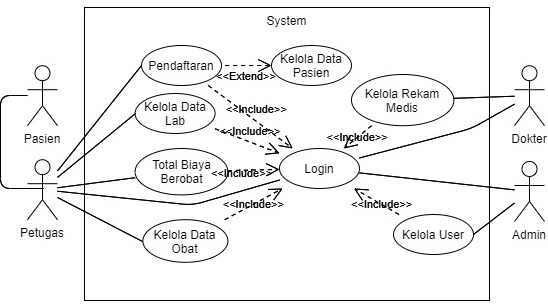 System
Pendaftaran
<<Extend>>
Kelola Data
Pasien
<<Include>>
Kelola Data
Lab
<<Include>>
Kelola Rekam
Medis
<<Include>>
Pasien
Dokter
Total Biaya
Berobat
<<Include>>
Login
<<Include>>
<<Include>>
Kelola Data
Obat
Kelola User
Petugas
Admin